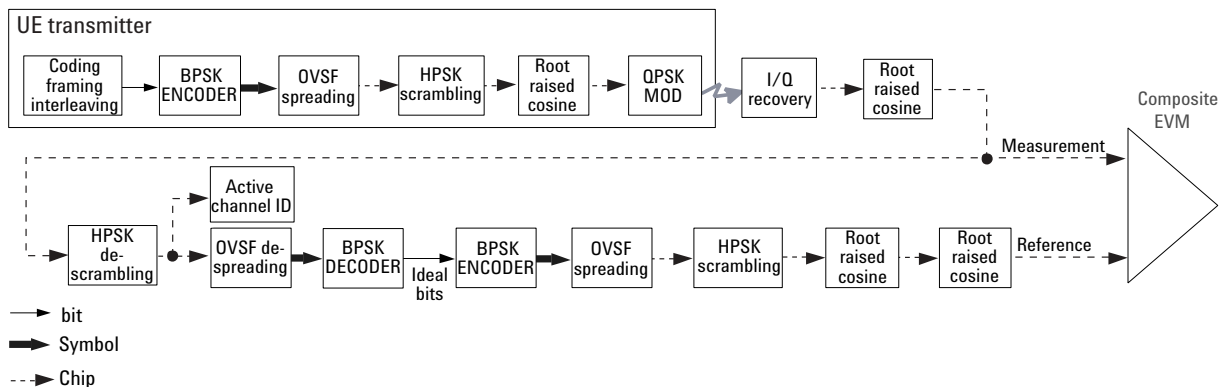 UE transmitter
Coding
framing
interleaving
BPSK
ENCODER
OVSF
spreading
HPSK
scrambling
Root
raised
cosine
QPSK
MOD
I/Q
recovery
Root
raised
cosine
Composite
EVM
Measurement
Active
channel ID
HPSK
de-
scrambling
OVSF de-
spreading
BPSK
DECODER
Ideal
bits
BPSK
ENCODER
OVSF
spreading
HPSK
scrambling
Root
raised
cosine
Root
raised
cosine
Reference
bit
Symbol
Chip